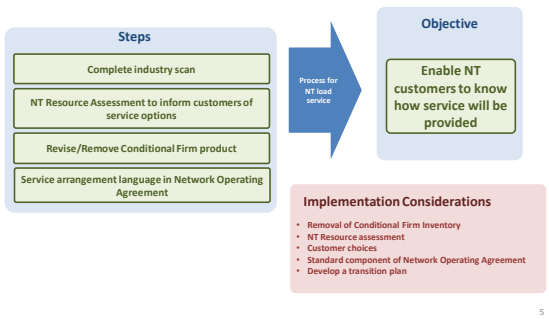 Steps
Complete industry scan
NT Resource Assessment to inform customers of
service options
Revise/Remove Conditional Firm product
Service arrangement language in Network Operating
Agreement
Process for
NT load
service
Objective
Enable NT
customers to know
how service will be
provided
Implementation Considerations
• Removal of Conditional Firm Inventory
• NT Resource assessment
• Customer choices
• Standard component of Network Operating Agreement
• Develop a transition plan
5